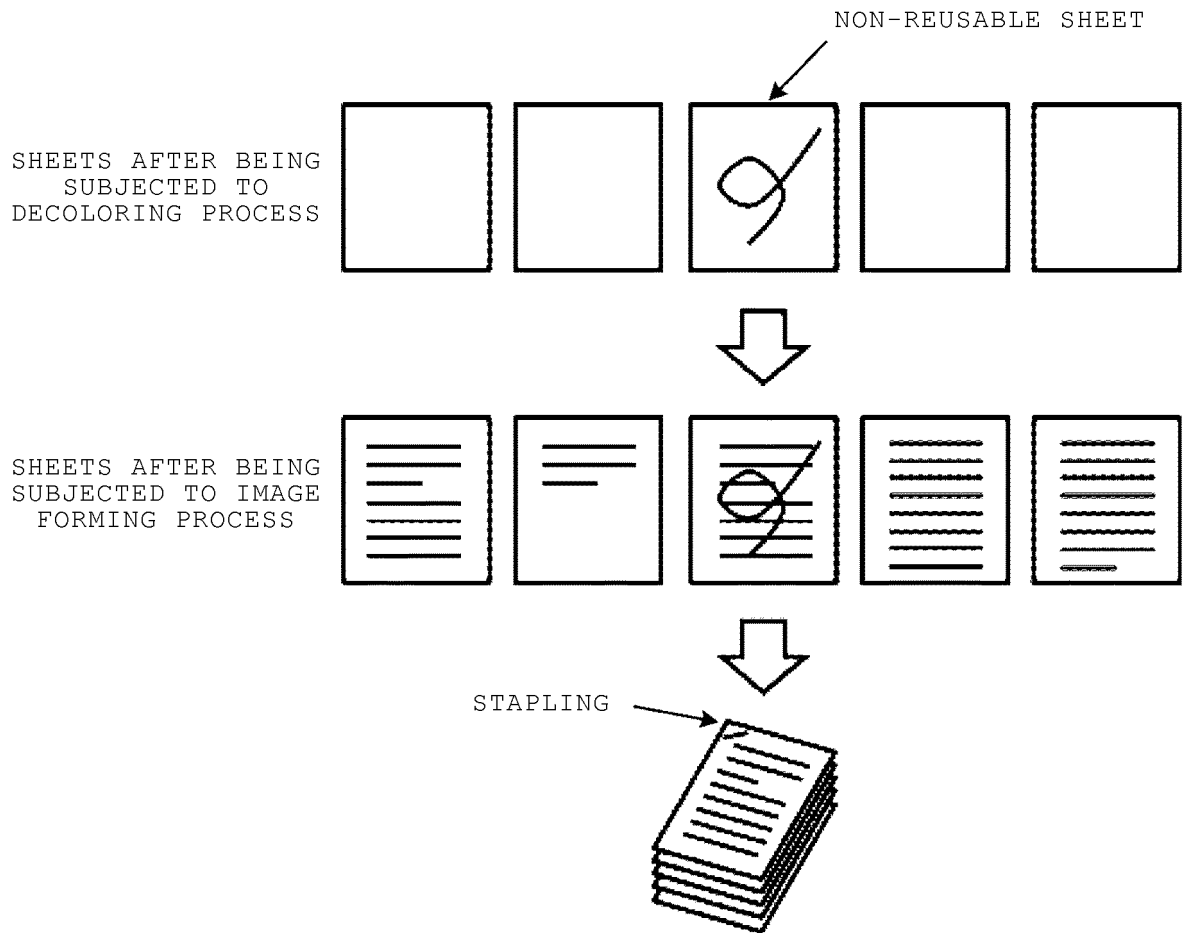 NON-REUSABLE SHEET
SHEETS AFTER BEING
SUBJECTED TO
DECOLORING PROCESS
SHEETS AFTER BEING
SUBJECTED TO IMAGE
FORMING PROCESS
STAPLING